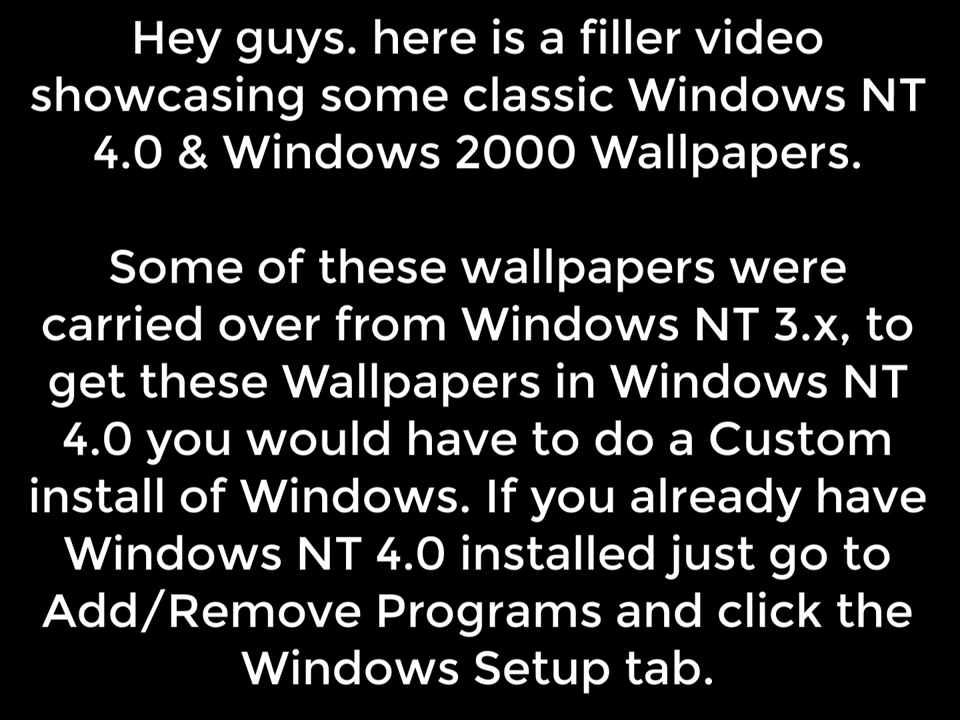 Hey guys. here is a filler video
showcasing some classic Windows NT
4.0 & Windows 2000 Wallpapers.
Some of these wallpapers were
carried over from Windows NT 3.x, to
get these Wallpapers in Windows NT
4.0 you would have to do a Custom
install of Windows. If you already have
Windows NT 4.0 installed just go to
Add/Remove Programs and click the
Windows Setup tab.